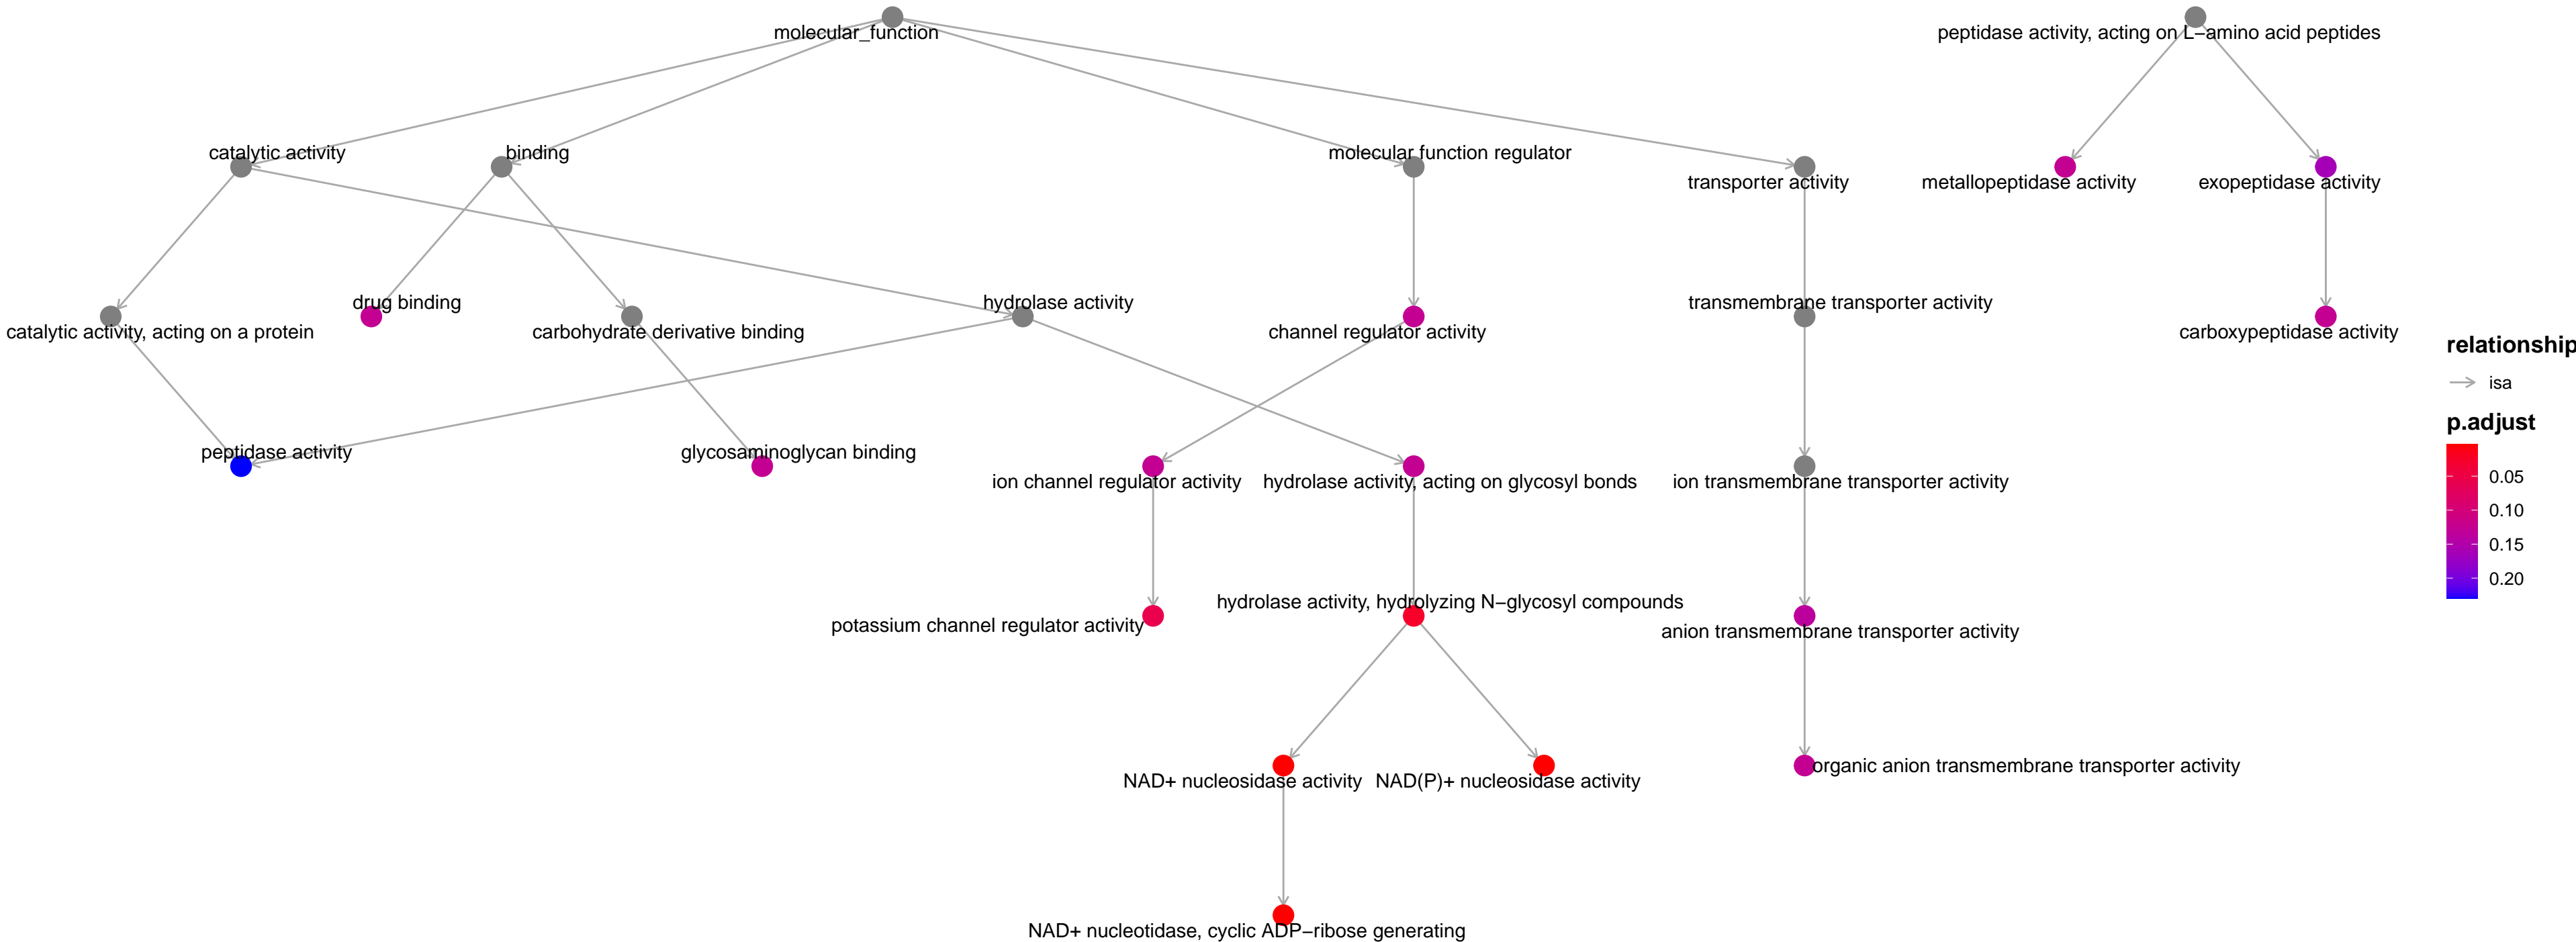 molecular_function
peptidase activity, acting on L−amino acid peptides
catalytic activity
binding
molecular function regulator
transporter activity
metallopeptidase activity
exopeptidase activity
drug binding
hydrolase activity
transmembrane transporter activity
catalytic activity, acting on a protein
carbohydrate derivative binding
channel regulator activity
carboxypeptidase activity
peptidase activity
glycosaminoglycan binding
ion channel regulator activity
hydrolase activity, acting on glycosyl bonds
ion transmembrane transporter activity
hydrolase activity, hydrolyzing N−glycosyl compounds
potassium channel regulator activity
anion transmembrane transporter activity
organic anion transmembrane transporter activity
NAD+ nucleosidase activity
NAD(P)+ nucleosidase activity
NAD+ nucleotidase, cyclic ADP−ribose generating
relationship
isa
p.adjust
0.05
0.10
0.15
0.20